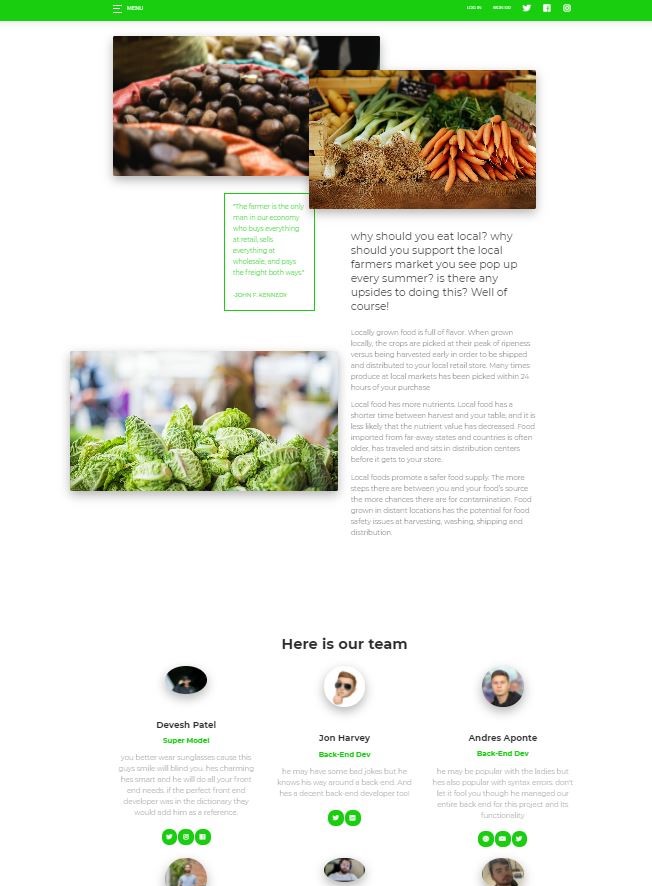 MENU
LOG IN
"The farmer is the only
man in our economy
who buys everything
at retail, sells
everything at
wholesale, and pays
the freight both ways."
-JOHN F. KENNEDY
why should you eat local? why
should you support the local
farmers market you see pop up
every summer? is there any
upsides to doing this? Well of
course!
Locally grown food is full of flavor. When grown
locally, the crops are picked at their peak of ripeness
versus being harvested early in order to be shipped
and distributed to your local retail store. Many times
produce at local markets has been picked within 24
hours of your purchase
Local food has more nutrients. Local food has a
shorter time between harvest and your table, and it is
less likely that the nutrient value has decreased. Food
imported from far-away states and countries is often
older, has traveled and sits in distribution centers
before it gets to your store.
Local foods promote a safer food supply. The more
steps there are between you and your food's source
the more chances there are for contamination. Food
grown in distant locations has the potential for food
safety issues at harvesting, washing, shipping and
distribution.
Here is our team
Devesh Patel
Super Model
you better wear sunglasses cause this
guys smile will blind you. hes charming
hes smart and he will do all your front
end needs. if the perfect front end
developer was in the dictionary they
would add him as a reference.
Jon Harvey
Back-End Dev
he may have some bad jokes but he
knows his way around a back end. And
hes a decent back-end developer too!
Andres Aponte
Back-End Dev
he may be popular with the ladies but
hes also popular with syntax errors. don't
let it fool you though he managed our
entire back end for this project and its
functionality